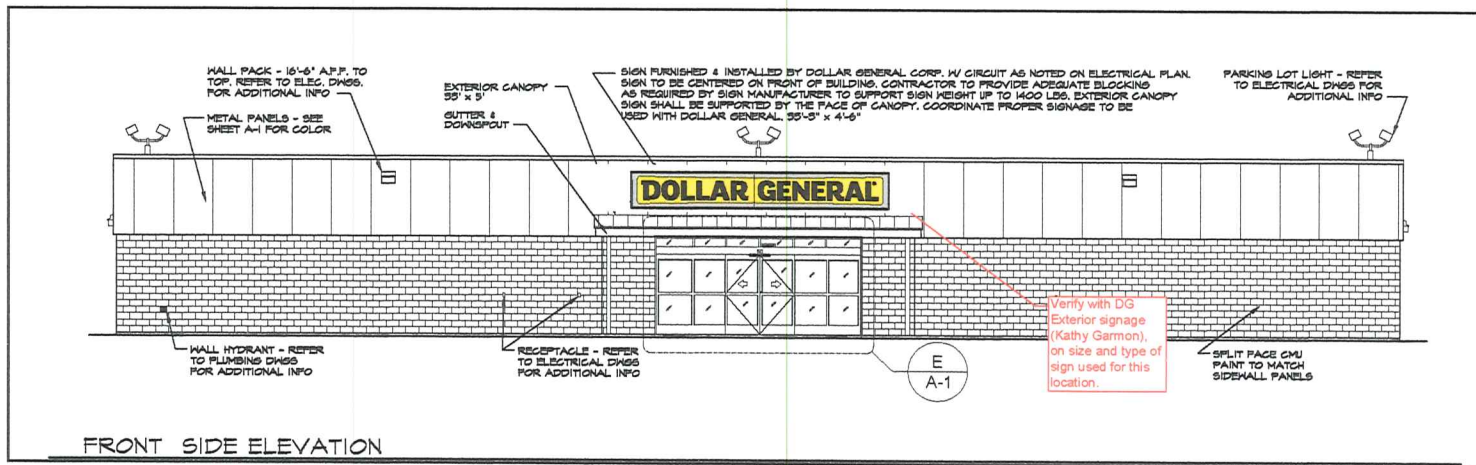 WALL PACK - 16'-6" A.F.F. TO
TOP. REFER TO ELEC. DWGS.
FOR ADDITIONAL INFO
METAL PANELS - SEE
SHEET A-1 FOR COLOR
EXTERIOR CANOPY
55' x 5'
GUTTER &
DOWNSPOUT
SIGN FURNISHED & INSTALLED BY DOLLAR GENERAL CORP. W/ CIRCUIT AS NOTED ON ELECTRICAL PLAN.
SIGN TO BE CENTERED ON FRONT OF BUILDING. CONTRACTOR TO PROVIDE ADEQUATE BLOCKING
AS REQUIRED BY SIGN MANUFACTURER TO SUPPORT SIGN WEIGHT UP TO 1400 LBS. EXTERIOR CANOPY
SIGN SHALL BE SUPPORTED BY THE FACE OF CANOPY. COORDINATE PROPER SIGNAGE TO BE
USED WITH DOLLAR GENERAL. 33'-3" x 4'-6"
PARKING LOT LIGHT - REFER
TO ELECTRICAL DWGS FOR
ADDITIONAL INFO
DOLLAR GENERAL
WALL HYDRANT - REFER
TO PLUMBING DWGS
FOR ADDITIONAL INFO
RECEPTACLE - REFER
TO ELECTRICAL DWGS
FOR ADDITIONAL INFO
E
A-1
Verify with DG
Exterior signage
(Kathy Garmon),
on size and type of
sign used for this
location.
SPLIT FACE CMU
PAINT TO MATCH
SIDEWALL PANELS
FRONT SIDE ELEVATION